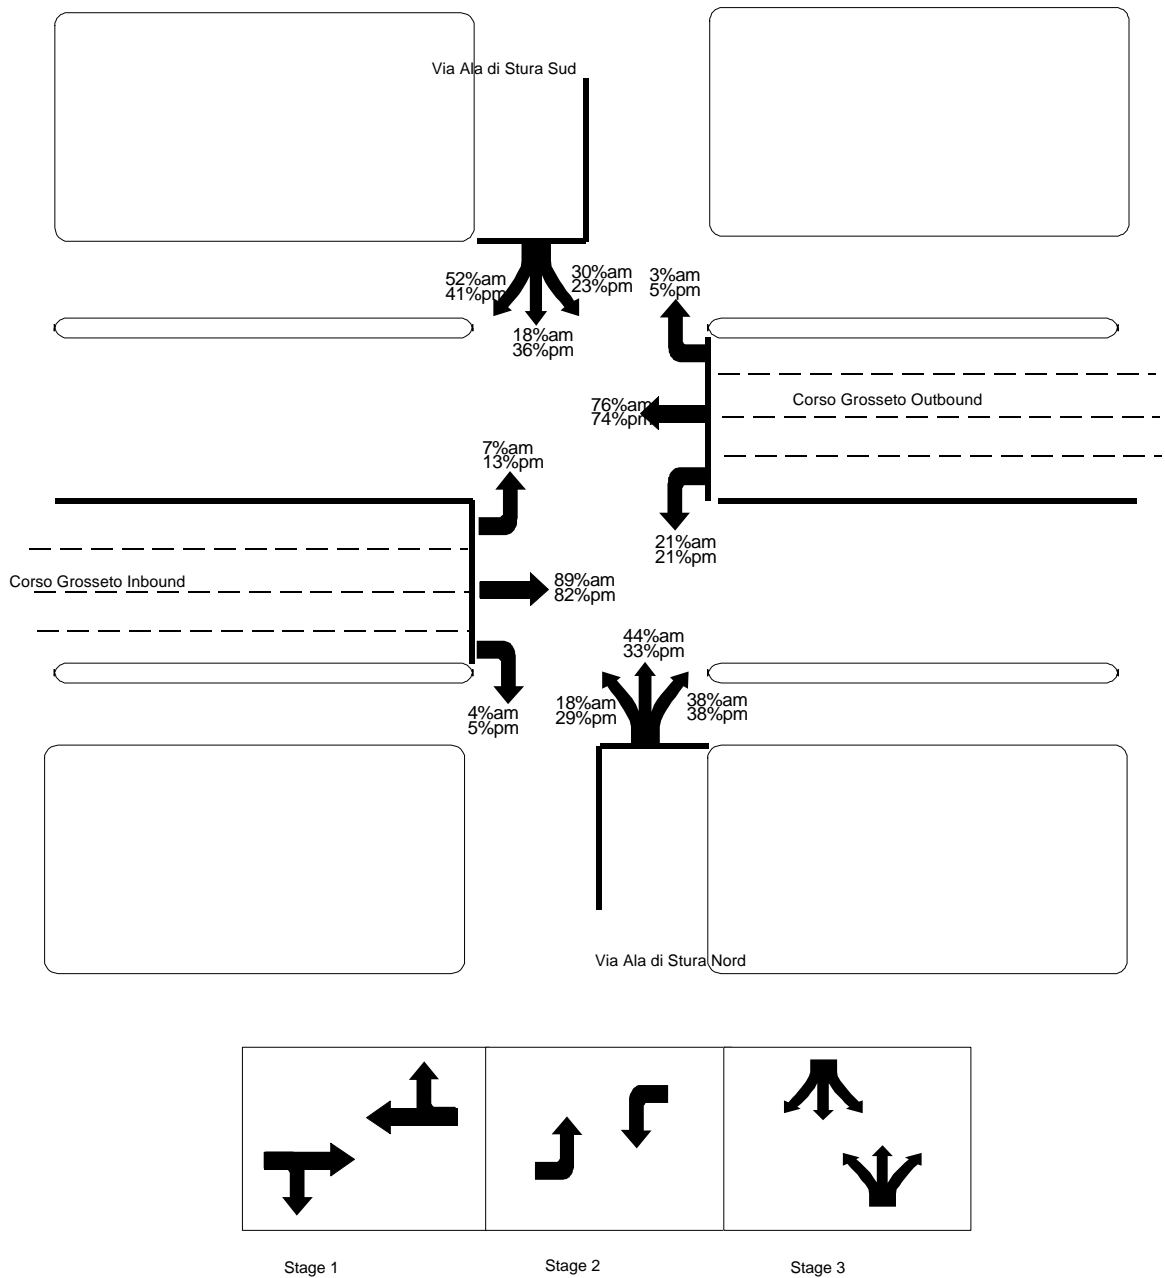 Via Ala di Stura Sud
52%am
41%pm
30%am
23%pm
3%am
5%pm
18%am
36%pm
76%am
74%pm
Corso Grosseto Outbound
7%am
13%pm
21%am
21%pm
Corso Grosseto Inbound
89%am
82%pm
44%am
33%pm
4%am
5%pm
18%am
29%pm
38%am
38%pm
Via Ala di Stura Nord
Stage 1
Stage 2
Stage 3